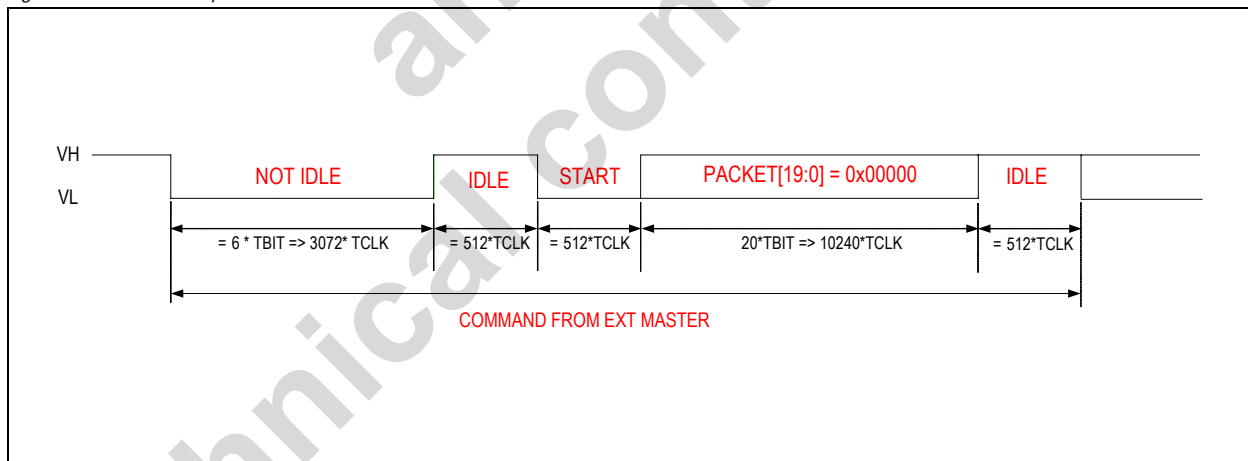 VH
VL
NOT IDLE
IDLE
START
PACKET[19:0] = 0x00000
IDLE
= 6 * TBIT => 3072* TCLK
= 512*TCLK
= 512*TCLK
20*TBIT => 10240*TCLK
= 512*TCLK
COMMAND FROM EXT MASTER